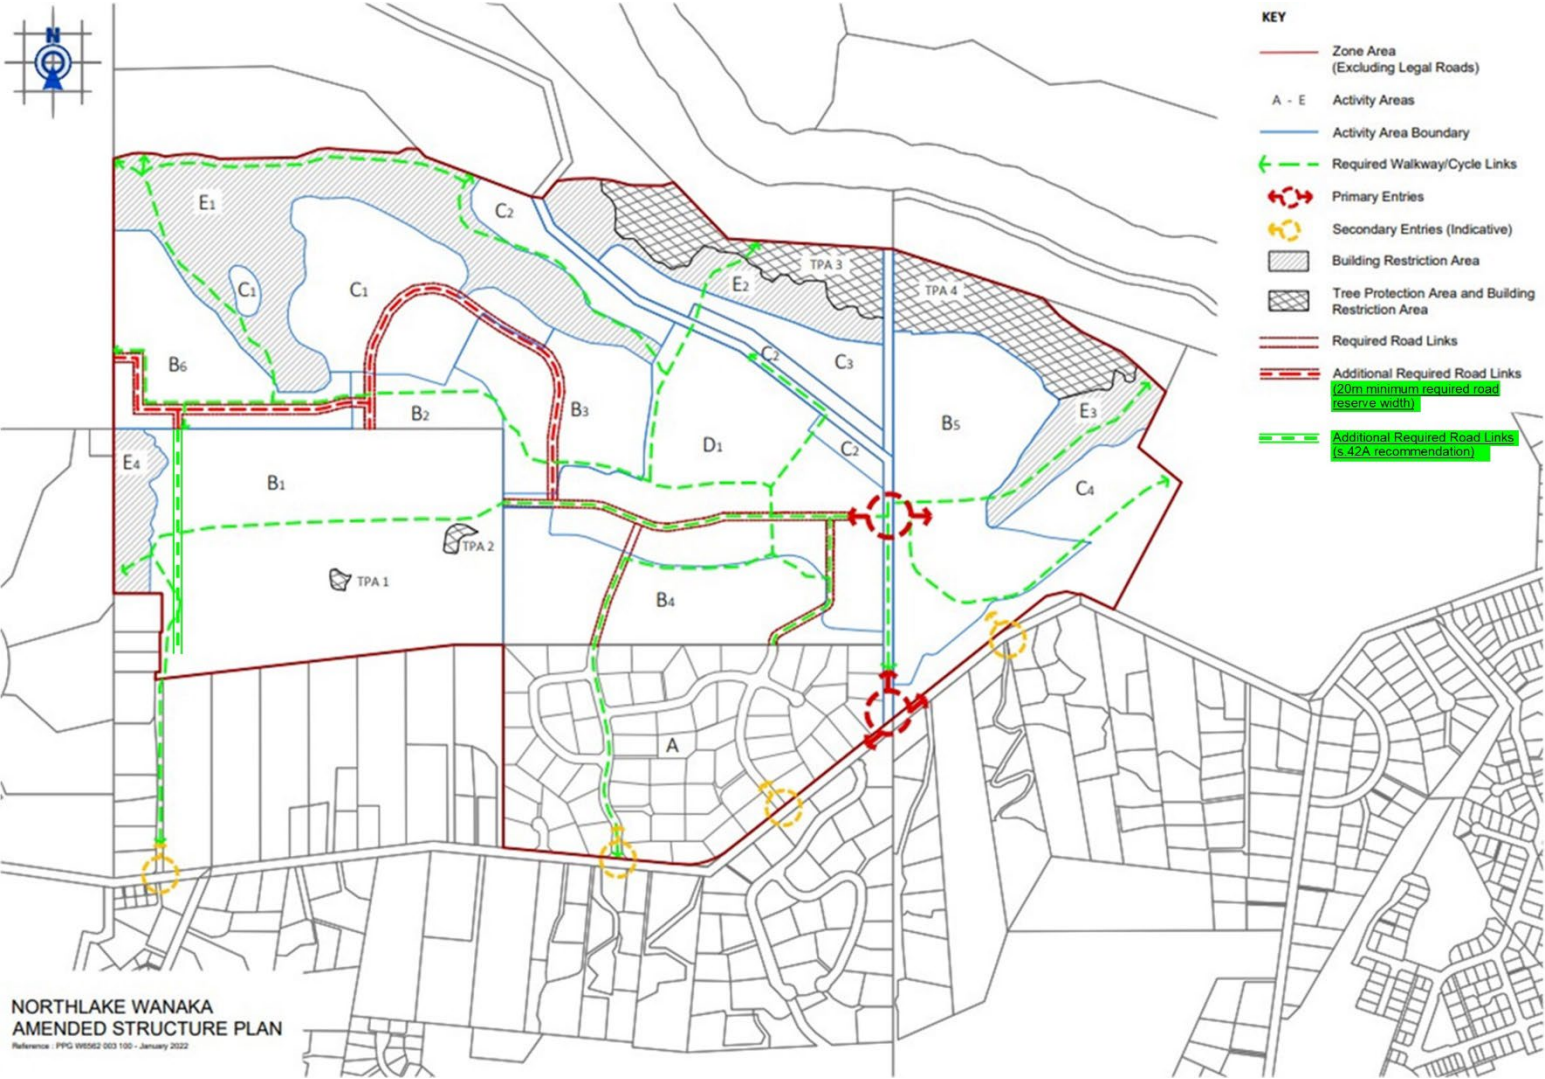 N
KEY
Zone Area
(Excluding Legal Roads)
A - E
Activity Areas
Activity Area Boundary
Required Walkway/Cycle Links
Primary Entries
Secondary Entries (Indicative)
Building Restriction Area
Tree Protection Area and Building
Restriction Area
Required Road Links
Additional Required Road Links
(20m minimum required road
reserve width)
Additional Required Road Links
(s.42A recommendation)
E1
C2
C1
C1
E2
TPA 3
TPA 4
B6
C2
C3
B2
B3
E3
B5
D1
C2
E4
B1
C4
TPA 2
TPA 1
B4
A
NORTHLAKE WANAKA
AMENDED STRUCTURE PLAN
Reference : PPG W6562 003 100 - January 2022